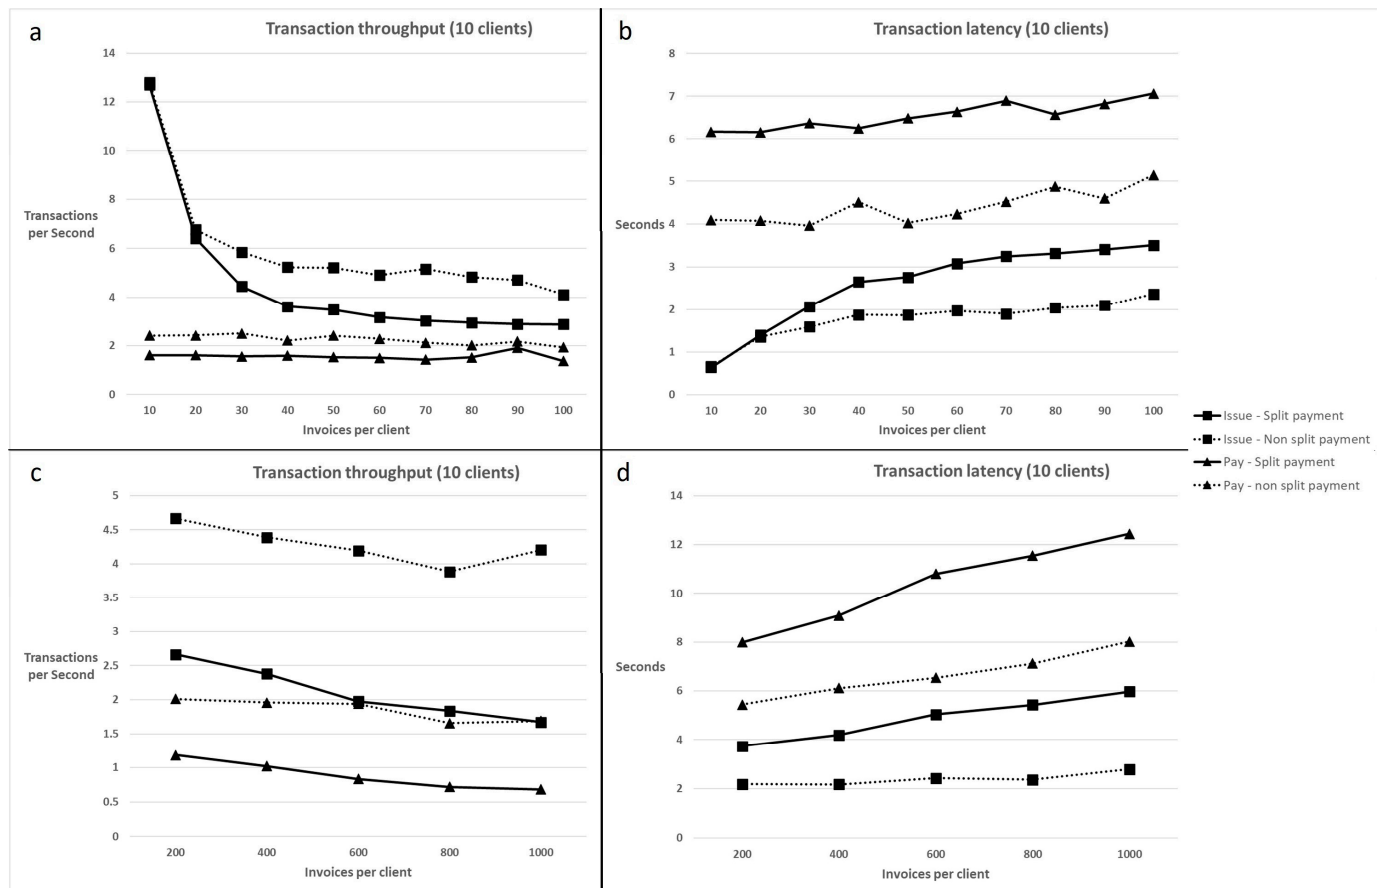 a
Transaction throughput (10 clients)
14
12
10
8
6
4
2
0
Transactions
per Second
10 20 30 40 50 60 70 80 90 100
Invoices per client
b
Transaction latency (10 clients)
8
7
6
5
4
3
2
1
0
Seconds
10 20 30 40 50 60 70 80 90 100
Invoices per client
Issue - Split payment
Issue - Non split payment
Pay - Split payment
Pay - non split payment
c
Transaction throughput (10 clients)
5
4.5
4
3.5
3
2.5
2
1.5
1
0.5
0
Transactions
per Second
200 400 600 800 1000
Invoices per client
d
Transaction latency (10 clients)
14
12
10
8
6
4
2
0
Seconds
200 400 600 800 1000
Invoices per client